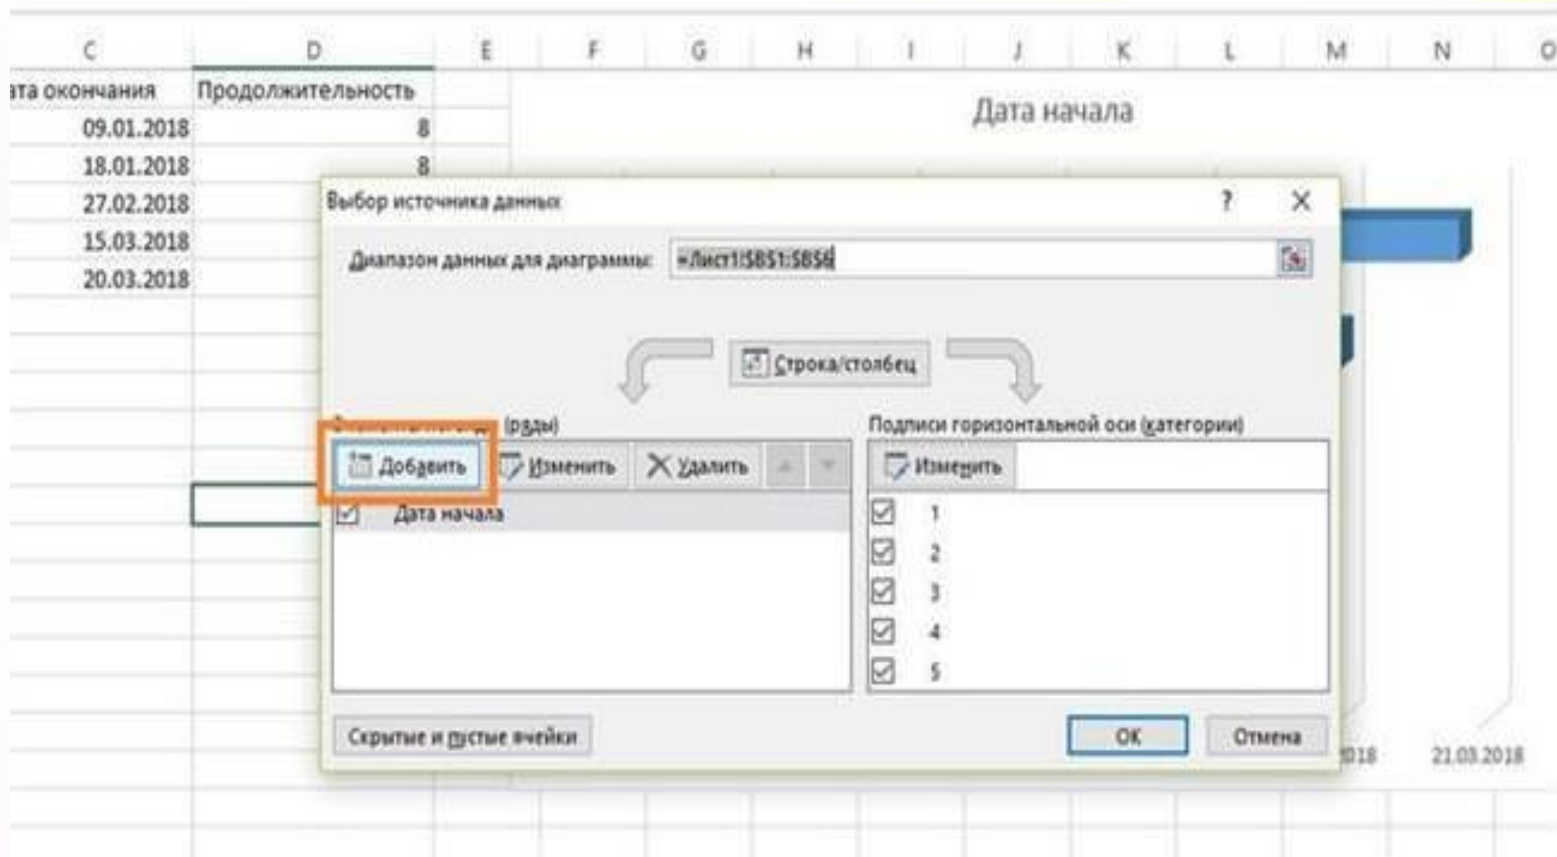 C D E F G H I J K L M N O
ата окончания Продолжительность
Дата начала
09.01.2018 8
18.01.2018 8
27.02.2018
15.03.2018
20.03.2018
Выбор источника данных ? X
Диапазон данных для диаграммы: =Лист1!$B$1:$B$6
Строка/столбец
(ряды)
Подписи горизонтальной оси (категории)
Добавить Изменить Удалить
Изменить
Дата начала
1
2
3
4
5
Скрытые и пустые ячейки
ОК Отмена
018 21.03.2018